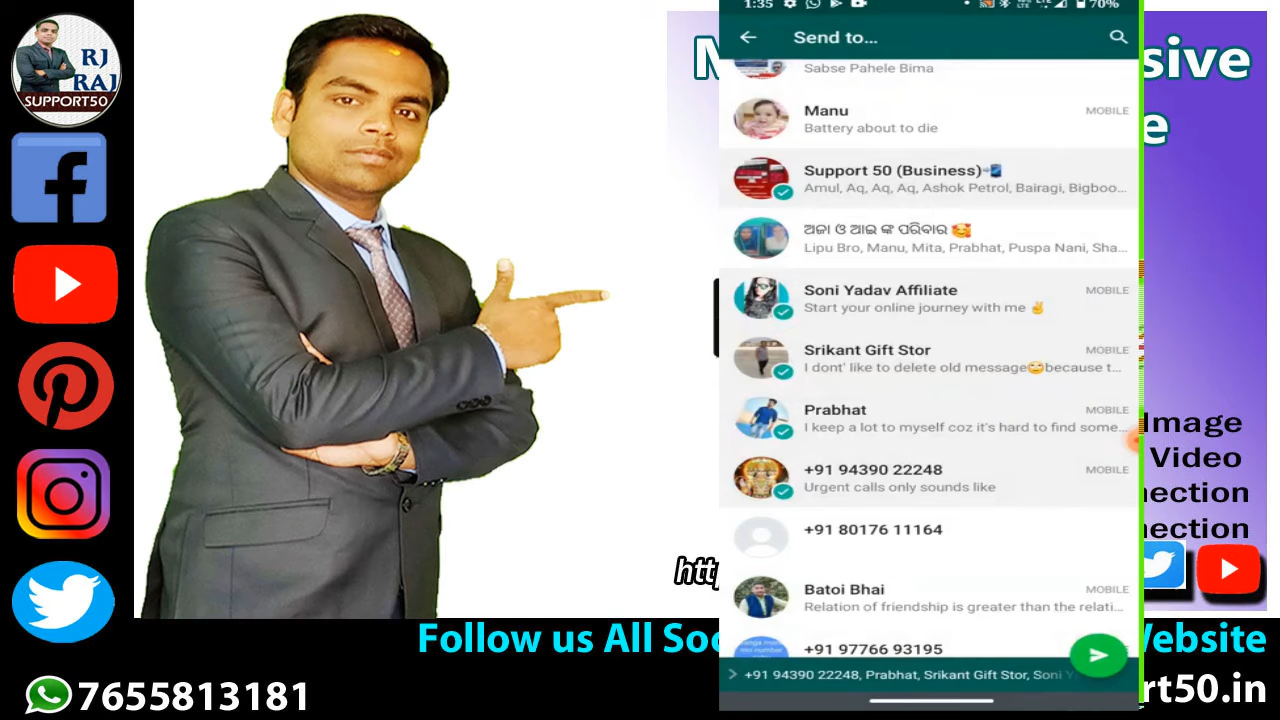 RJ
RAJ
SUPPORT50
1:35
70%
Send to...
Sabse Pahele Bima
Manu
MOBILE
Battery about to die
Support 50 (Business)📲
Amul, Aq, Aq, Aq, Ashok Petrol, Bairagi, Bigboo...
ଅଜା ଓ ଆଇ ଙ୍କ ପରିବାର 🥰
Lipu Bro, Manu, Mita, Prabhat, Puspa Nani, Sha...
Soni Yadav Affiliate
MOBILE
Start your online journey with me ✌
Srikant Gift Stor
MOBILE
I dont' like to delete old message🙄because t...
Prabhat
MOBILE
I keep a lot to myself coz it's hard to find some...
+91 94390 22248
MOBILE
Urgent calls only sounds like
+91 80176 11164
Batoi Bhai
MOBILE
Relation of friendship is greater than the relati...
+91 97766 93195
+91 94390 22248, Prabhat, Srikant Gift Stor, Soni
sive
e
Image
Video
nection
nection
http
Follow us All Soc
Website
7655813181
rt50.in